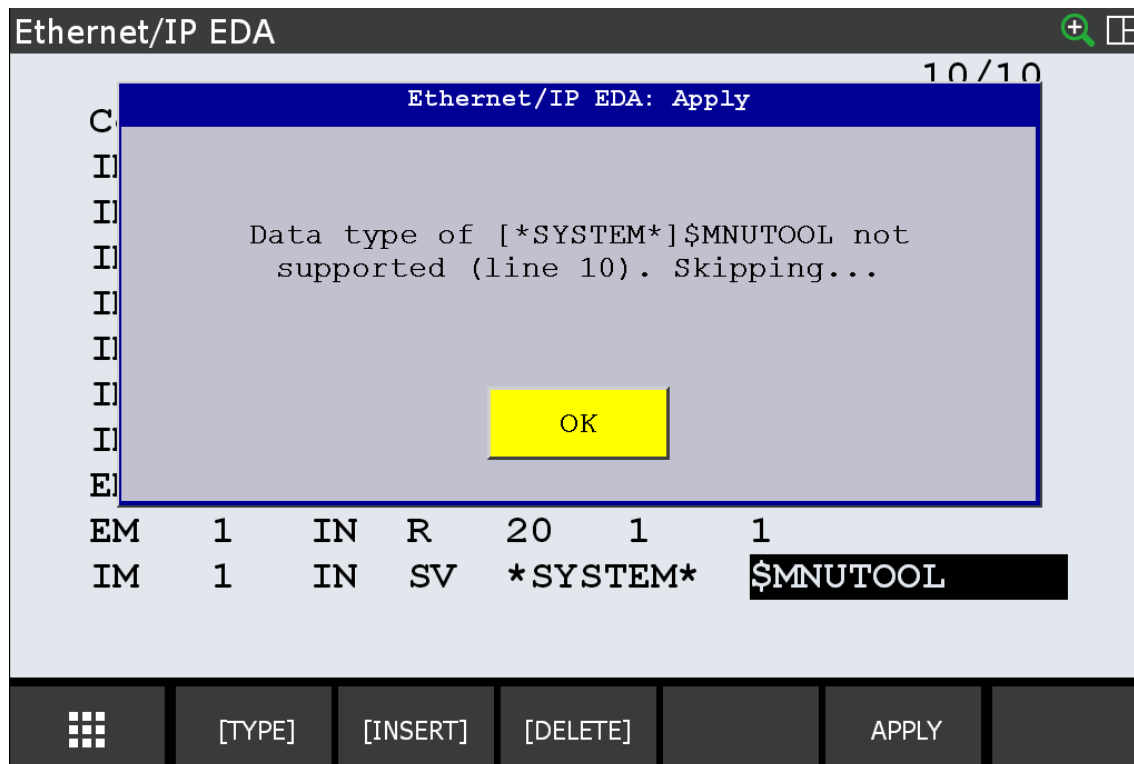 Ethernet/IP EDA
10/10
Ethernet/IP EDA: Apply
Data type of [*SYSTEM*]$MNUTOOL not
supported (line 10). Skipping...
OK
EM 1 IN R 20 1 1
IM 1 IN SV *SYSTEM* $MNUTOOL
[TYPE] [INSERT] [DELETE] APPLY